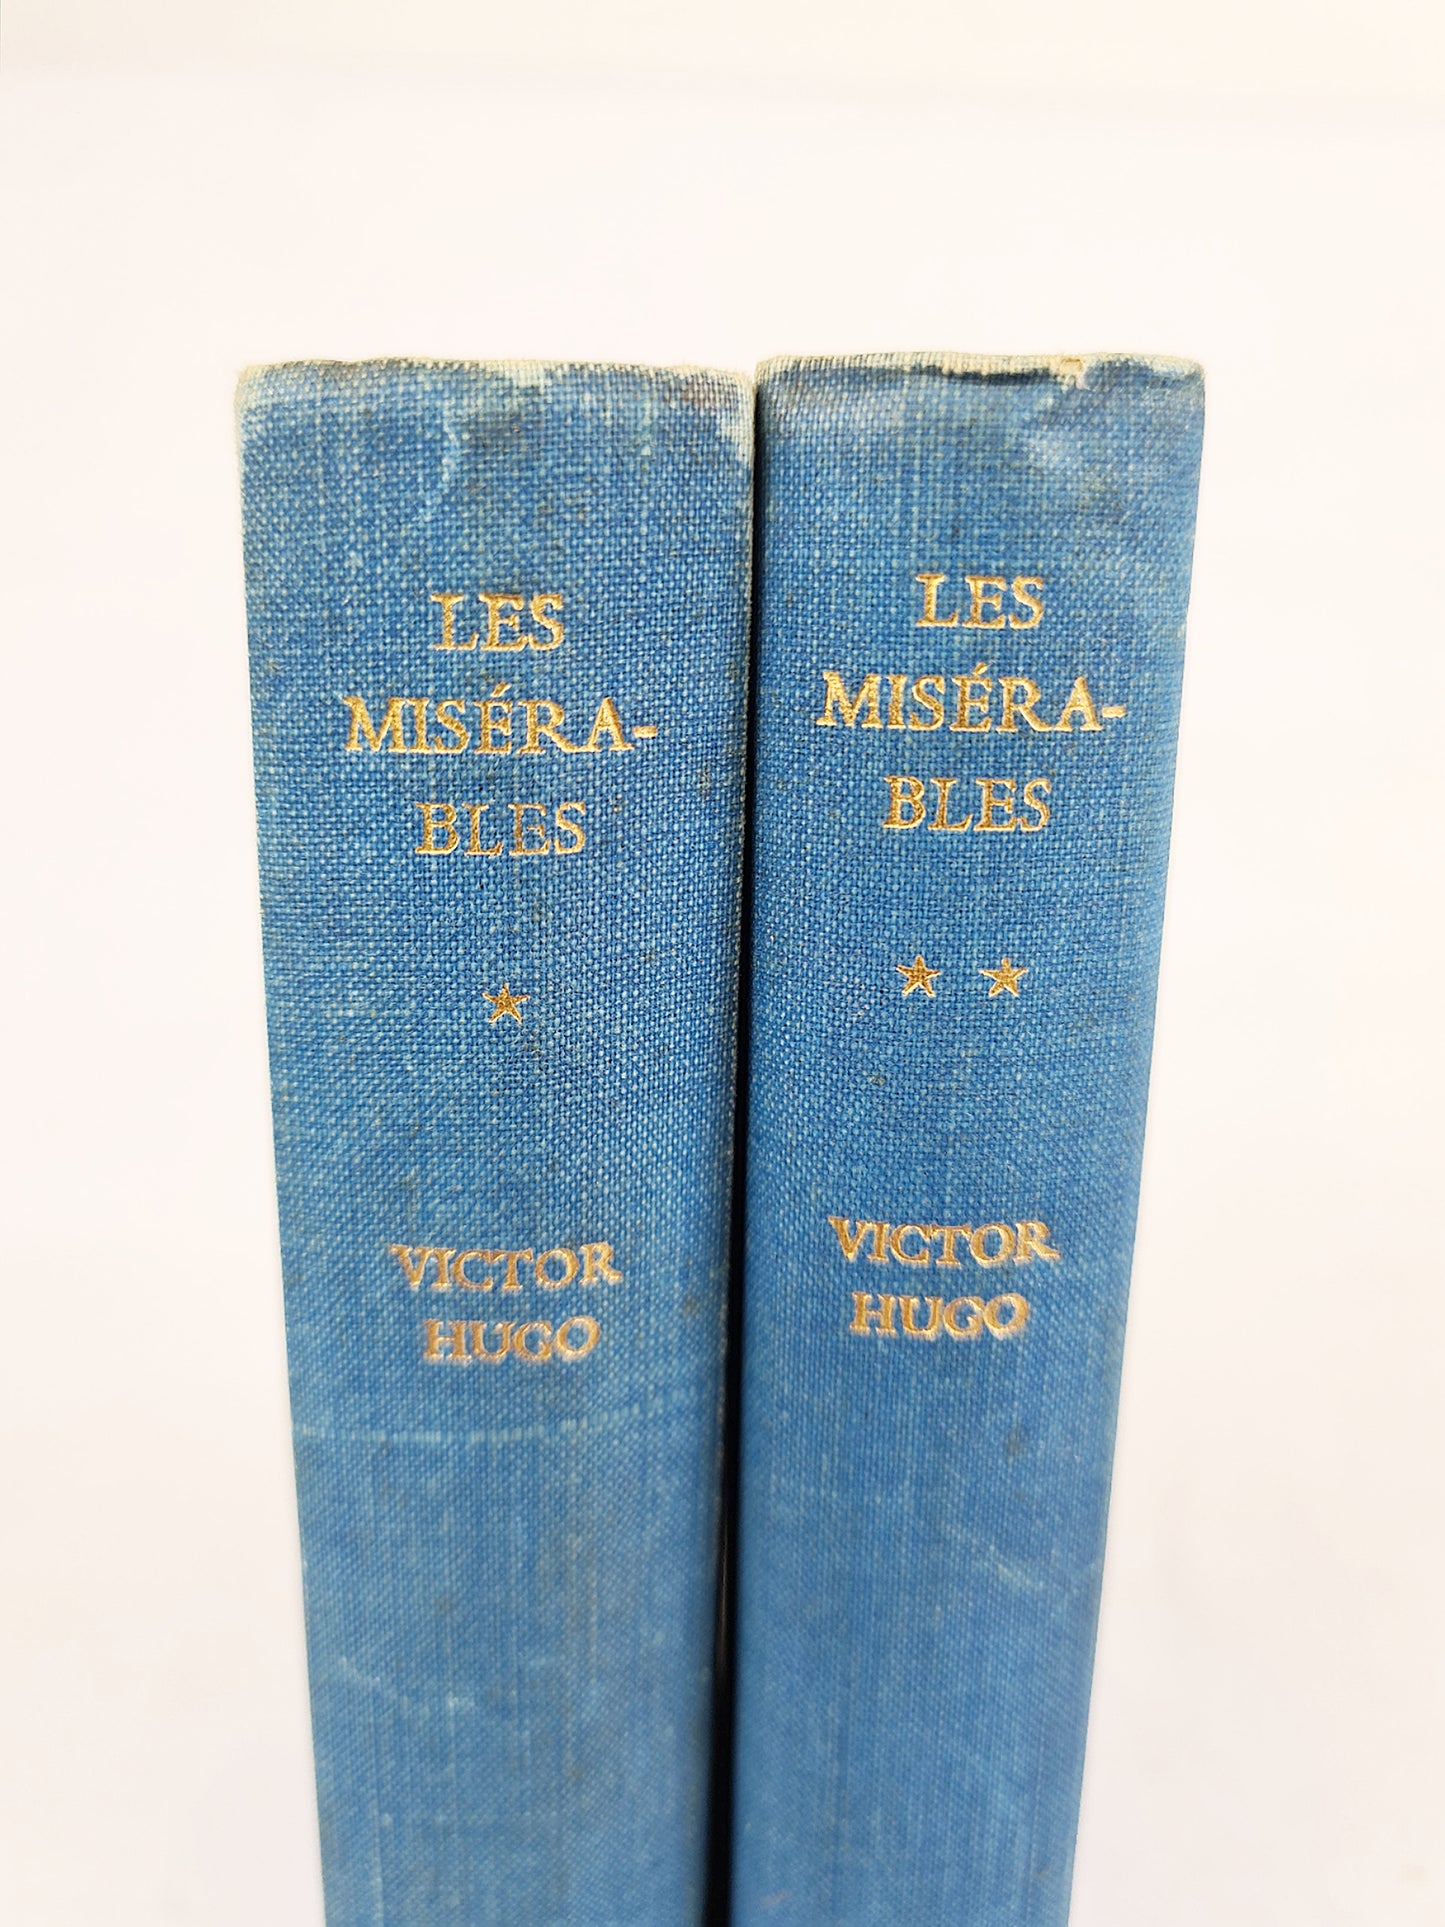 LES
MISÉRA-
BLES
VICTOR
HUGO
LES
MISÉRA-
BLES
VICTOR
HUGO